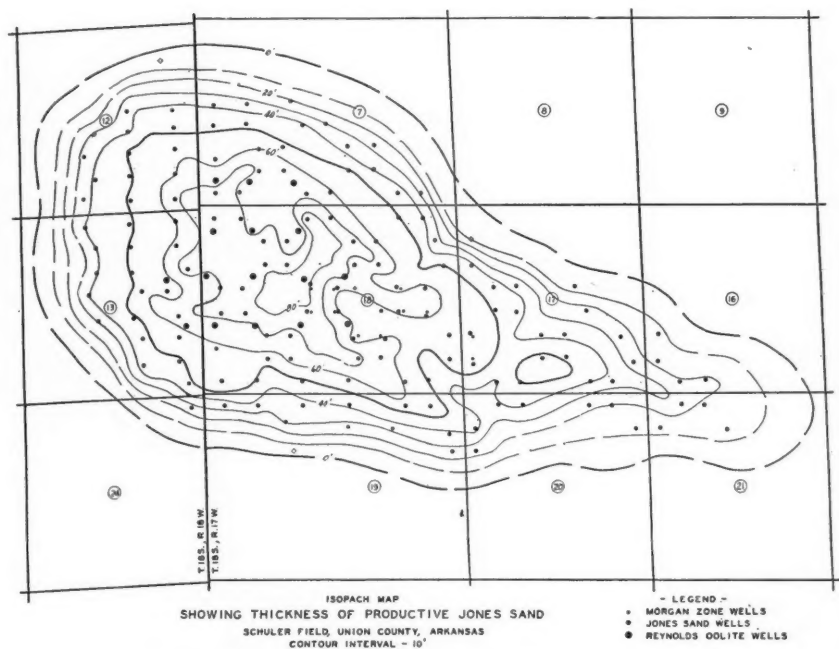 0'
20'
40'
60'
80'
60'
40'
0'
7
8
9
12
13
18
17
16
24
19
20
21
T.18S., R.18W.
T.18S., R.17W.
ISOPACH MAP
SHOWING THICKNESS OF PRODUCTIVE JONES SAND
SCHULER FIELD, UNION COUNTY, ARKANSAS
CONTOUR INTERVAL - 10'
- LEGEND -
MORGAN ZONE WELLS
JONES SAND WELLS
REYNOLDS OOLITE WELLS